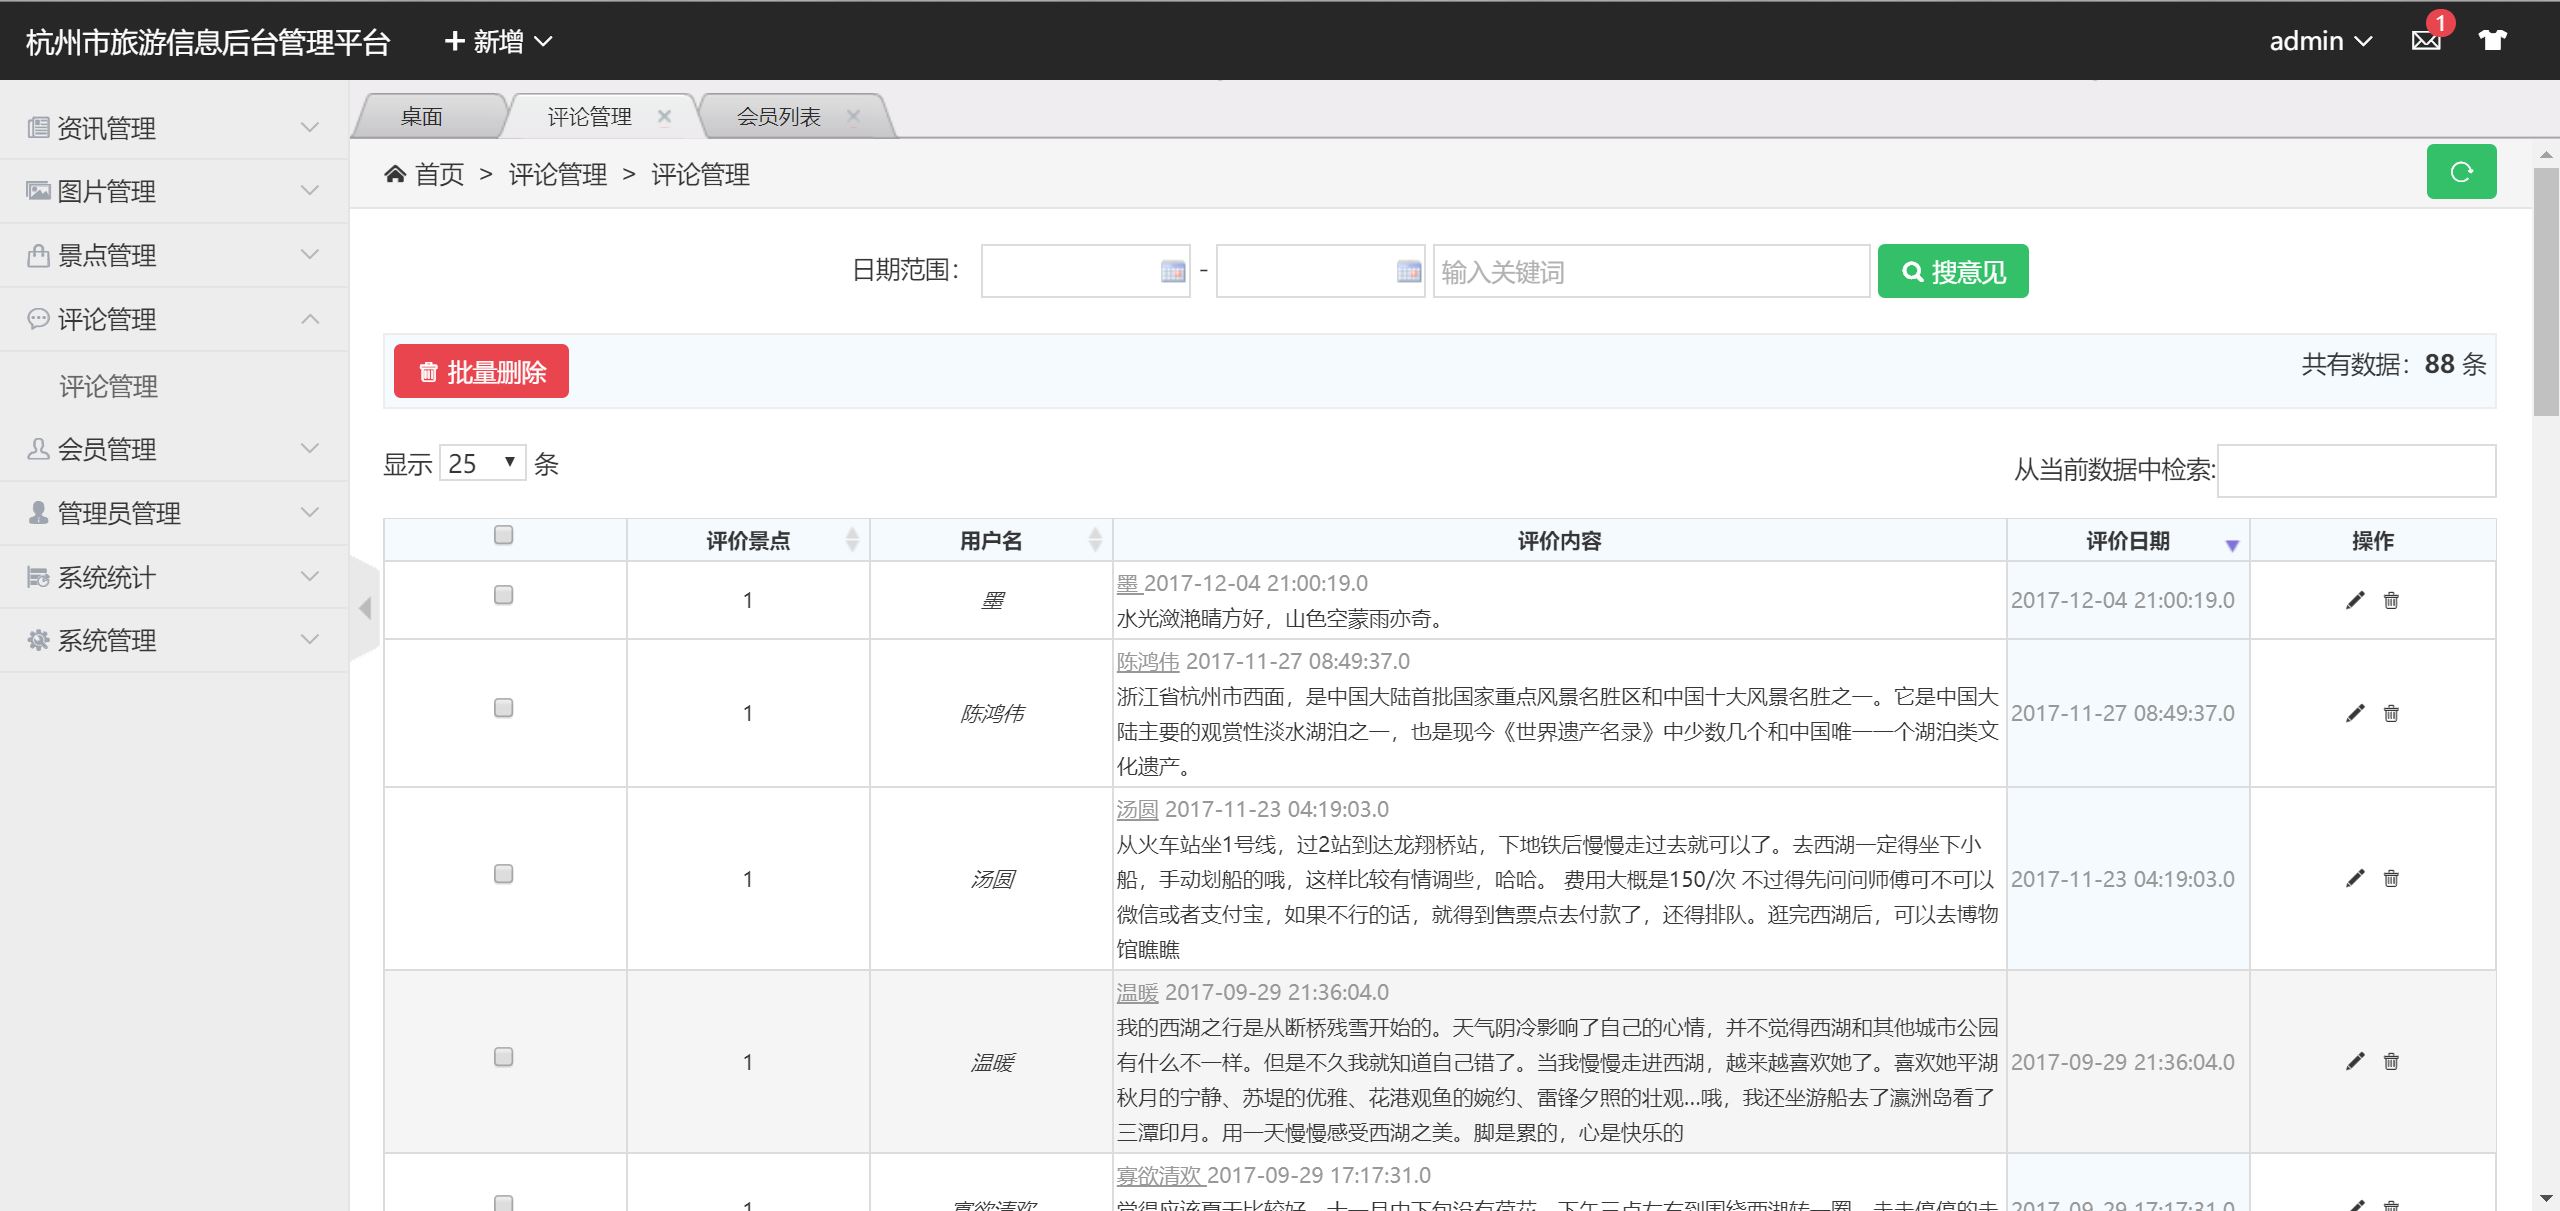 杭州市旅游信息后台管理平台
新增
admin
1
资讯管理
图片管理
景点管理
评论管理
评论管理
会员管理
管理员管理
系统统计
系统管理
桌面
评论管理
会员列表
首页 > 评论管理 > 评论管理
日期范围：
-
输入关键词
搜意见
批量删除
共有数据：88 条
显示 25 条
从当前数据中检索:
评价景点 用户名 评价内容 评价日期 操作
1
墨
墨 2017-12-04 21:00:19.0
水光潋滟晴方好，山色空蒙雨亦奇。
2017-12-04 21:00:19.0
1
陈鸿伟
陈鸿伟 2017-11-27 08:49:37.0
浙江省杭州市西面，是中国大陆首批国家重点风景名胜区和中国十大风景名胜之一。它是中国大
陆主要的观赏性淡水湖泊之一，也是现今《世界遗产名录》中少数几个和中国唯一一个湖泊类文
化遗产。
2017-11-27 08:49:37.0
1
汤圆
汤圆 2017-11-23 04:19:03.0
从火车站坐1号线，过2站到达龙翔桥站，下地铁后慢慢走过去就可以了。去西湖一定得坐下小
船，手动划船的哦，这样比较有情调些，哈哈。 费用大概是150/次 不过得先问问师傅可不可以
微信或者支付宝，如果不行的话，就得到售票点去付款了，还得排队。逛完西湖后，可以去博物
馆瞧瞧
2017-11-23 04:19:03.0
1
温暖
温暖 2017-09-29 21:36:04.0
我的西湖之行是从断桥残雪开始的。天气阴冷影响了自己的心情，并不觉得西湖和其他城市公园
有什么不一样。但是不久我就知道自己错了。当我慢慢走进西湖，越来越喜欢她了。喜欢她平湖
秋月的宁静、苏堤的优雅、花港观鱼的婉约、雷锋夕照的壮观...哦，我还坐游船去了瀛洲岛看了
三潭印月。用一天慢慢感受西湖之美。脚是累的，心是快乐的
2017-09-29 21:36:04.0
1
寡欲清欢
寡欲清欢 2017-09-29 17:17:31.0
2017-09-29 17:17:31.0